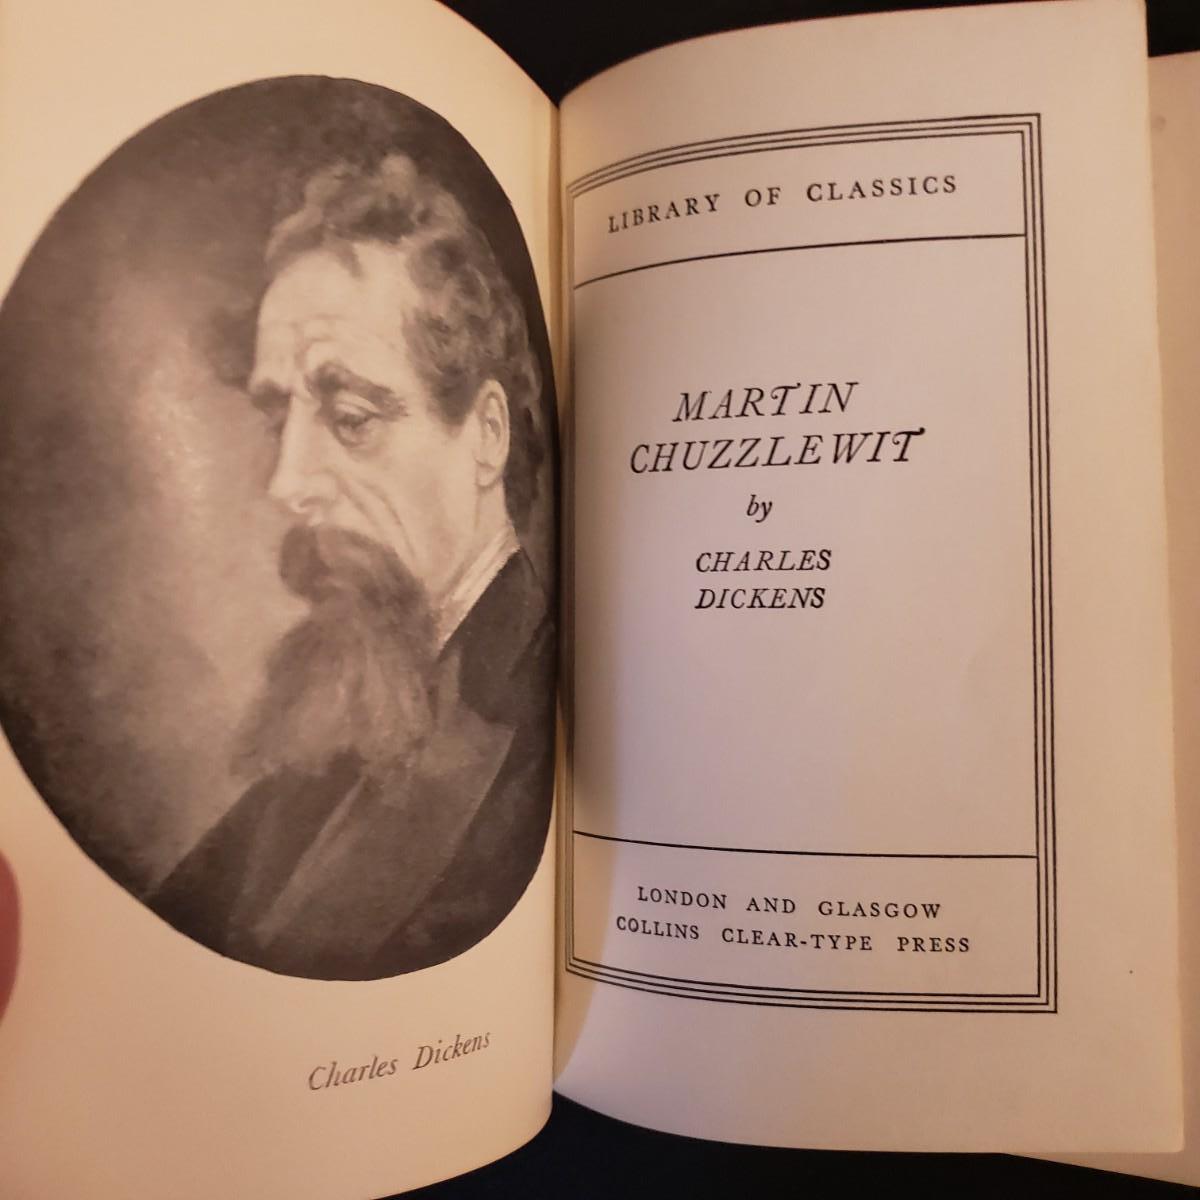 Charles Dickens
LIBRARY OF CLASSICS
MARTIN
CHUZZLEWIT
by
CHARLES
DICKENS
LONDON AND GLASGOW
COLLINS CLEAR-TYPE PRESS